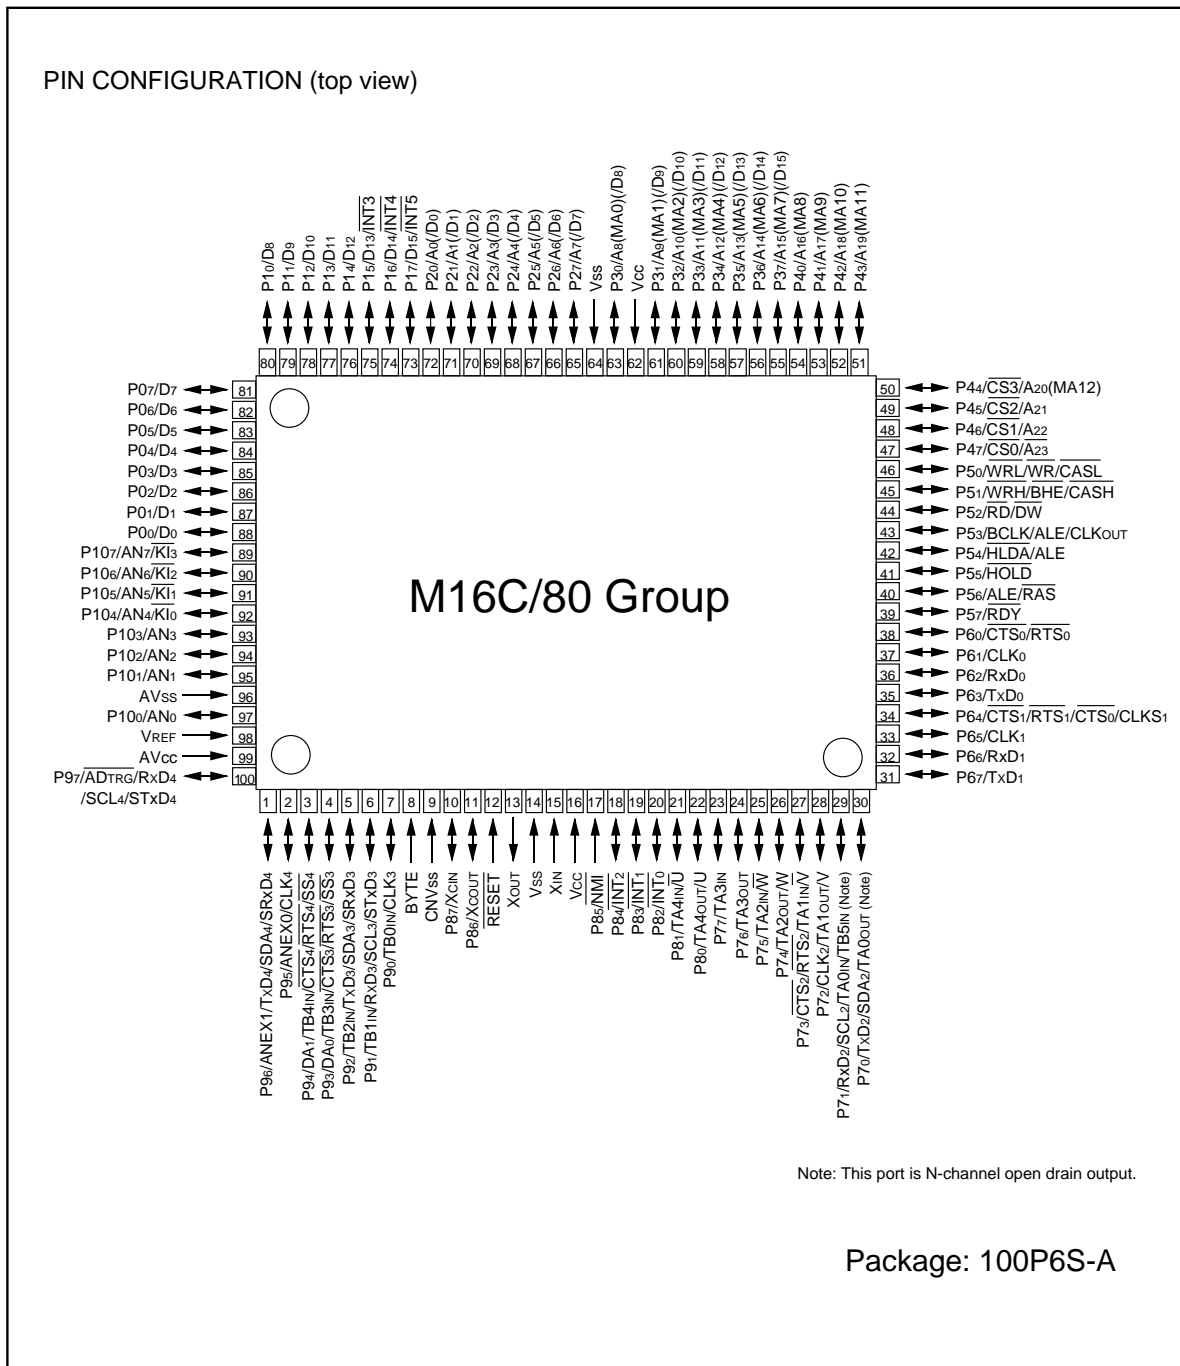 PIN CONFIGURATION (top view)
P10/D8
P11/D9
P12/D10
P13/D11
P14/D12
P15/D13/INT3
P16/D14/INT4
P17/D15/INT5
P20/A0(/D0)
P21/A1(/D1)
P22/A2(/D2)
P23/A3(/D3)
P24/A4(/D4)
P25/A5(/D5)
P26/A6(/D6)
P27/A7(/D7)
Vss
P30/A8(MA0)(/D8)
Vcc
P31/A9(MA1)(/D9)
P32/A10(MA2)(/D10)
P33/A11(MA3)(/D11)
P34/A12(MA4)(/D12)
P35/A13(MA5)(/D13)
P36/A14(MA6)(/D14)
P37/A15(MA7)(/D15)
P40/A16(MA8)
P41/A17(MA9)
P42/A18(MA10)
P43/A19(MA11)
80 79 78 77 76 75 74 73 72 71 70 69 68 67 66 65 64 63 62 61 60 59 58 57 56 55 54 53 52 51
P07/D7 81
P06/D6 82
P05/D5 83
P04/D4 84
P03/D3 85
P02/D2 86
P01/D1 87
P00/D0 88
P107/AN7/KI3 89
P106/AN6/KI2 90
P105/AN5/KI1 91
P104/AN4/KI0 92
P103/AN3 93
P102/AN2 94
P101/AN1 95
AVss 96
P100/AN0 97
VREF 98
AVcc 99
P97/ADTRG/RxD4 100
/SCL4/STxD4
M16C/80 Group
50 P44/CS3/A20(MA12)
49 P45/CS2/A21
48 P46/CS1/A22
47 P47/CS0/A23
46 P50/WRL/WR/CASL
45 P51/WRH/BHE/CASH
44 P52/RD/DW
43 P53/BCLK/ALE/CLKOUT
42 P54/HLDA/ALE
41 P55/HOLD
40 P56/ALE/RAS
39 P57/RDY
38 P60/CTS0/RTS0
37 P61/CLK0
36 P62/RxD0
35 P63/TxD0
34 P64/CTS1/RTS1/CTS0/CLKS1
33 P65/CLK1
32 P66/RxD1
31 P67/TxD1
1 2 3 4 5 6 7 8 9 10 11 12 13 14 15 16 17 18 19 20 21 22 23 24 25 26 27 28 29 30
P96/ANEX1/TxD4/SDA4/SRxD4
P95/ANEX0/CLK4
P94/DA1/TB4IN/CTS4/RTS4/SS4
P93/DA0/TB3IN/CTS3/RTS3/SS3
P92/TB2IN/TxD3/SDA3/SRxD3
P91/TB1IN/RxD3/SCL3/STxD3
P90/TB0IN/CLK3
BYTE
CNVss
P87/XCIN
P86/XCOUT
RESET
XOUT
Vss
XIN
Vcc
P85/NMI
P84/INT2
P83/INT1
P82/INT0
P81/TA4IN/U
P80/TA4OUT/U
P77/TA3IN
P76/TA3OUT
P75/TA2IN/W
P74/TA2OUT/W
P73/CTS2/RTS2/TA1IN/V
P72/CLK2/TA1OUT/V
P71/RxD2/SCL2/TA0IN/TB5IN (Note)
P70/TxD2/SDA2/TA0OUT (Note)
Note: This port is N-channel open drain output.
Package: 100P6S-A